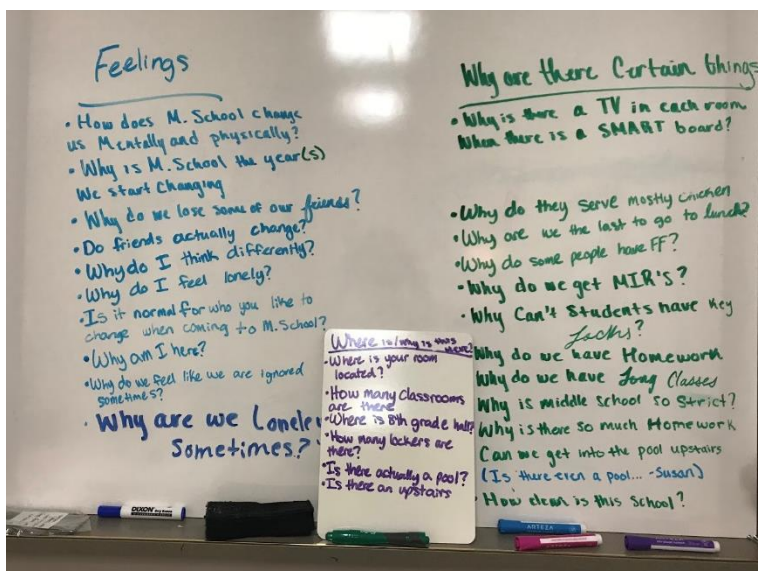 Feelings
• How does M. School change
us Mentally and physically?
• Why is M. School the year(s)
We start Changing
• Why do we lose some of our friends?
• Do friends actually change?
• Why do I think differently?
• Why do I feel lonely?
• Is it normal for who you like to
change when coming to M. School?
• Why am I here?
• Why do we feel like we are ignored
sometimes?
• Why are we Lonely
Sometimes?
Where is/why is this
there?
• Where is your room
located?
• How many classrooms
are there
• Where is 8th grade hall?
• How many lockers are
there?
• Is there actually a pool?
• Is there an upstairs
Why are there Certain things
• Why is there a TV in each room
When there is a SMART board?
• Why do they serve mostly chicken
• Why are we the last to go to lunch?
• Why do some people have FF?
• Why do we get MIR's?
• Why Can't Students have Key
Locks?
Why do we have Homework
Why do we have Long Classes
Why is middle school so Strict?
Why is there so much Homework
Can we get into the pool upstairs
(Is there even a pool... -Susan)
• How clean is this School?
DIXON
ARTEZA